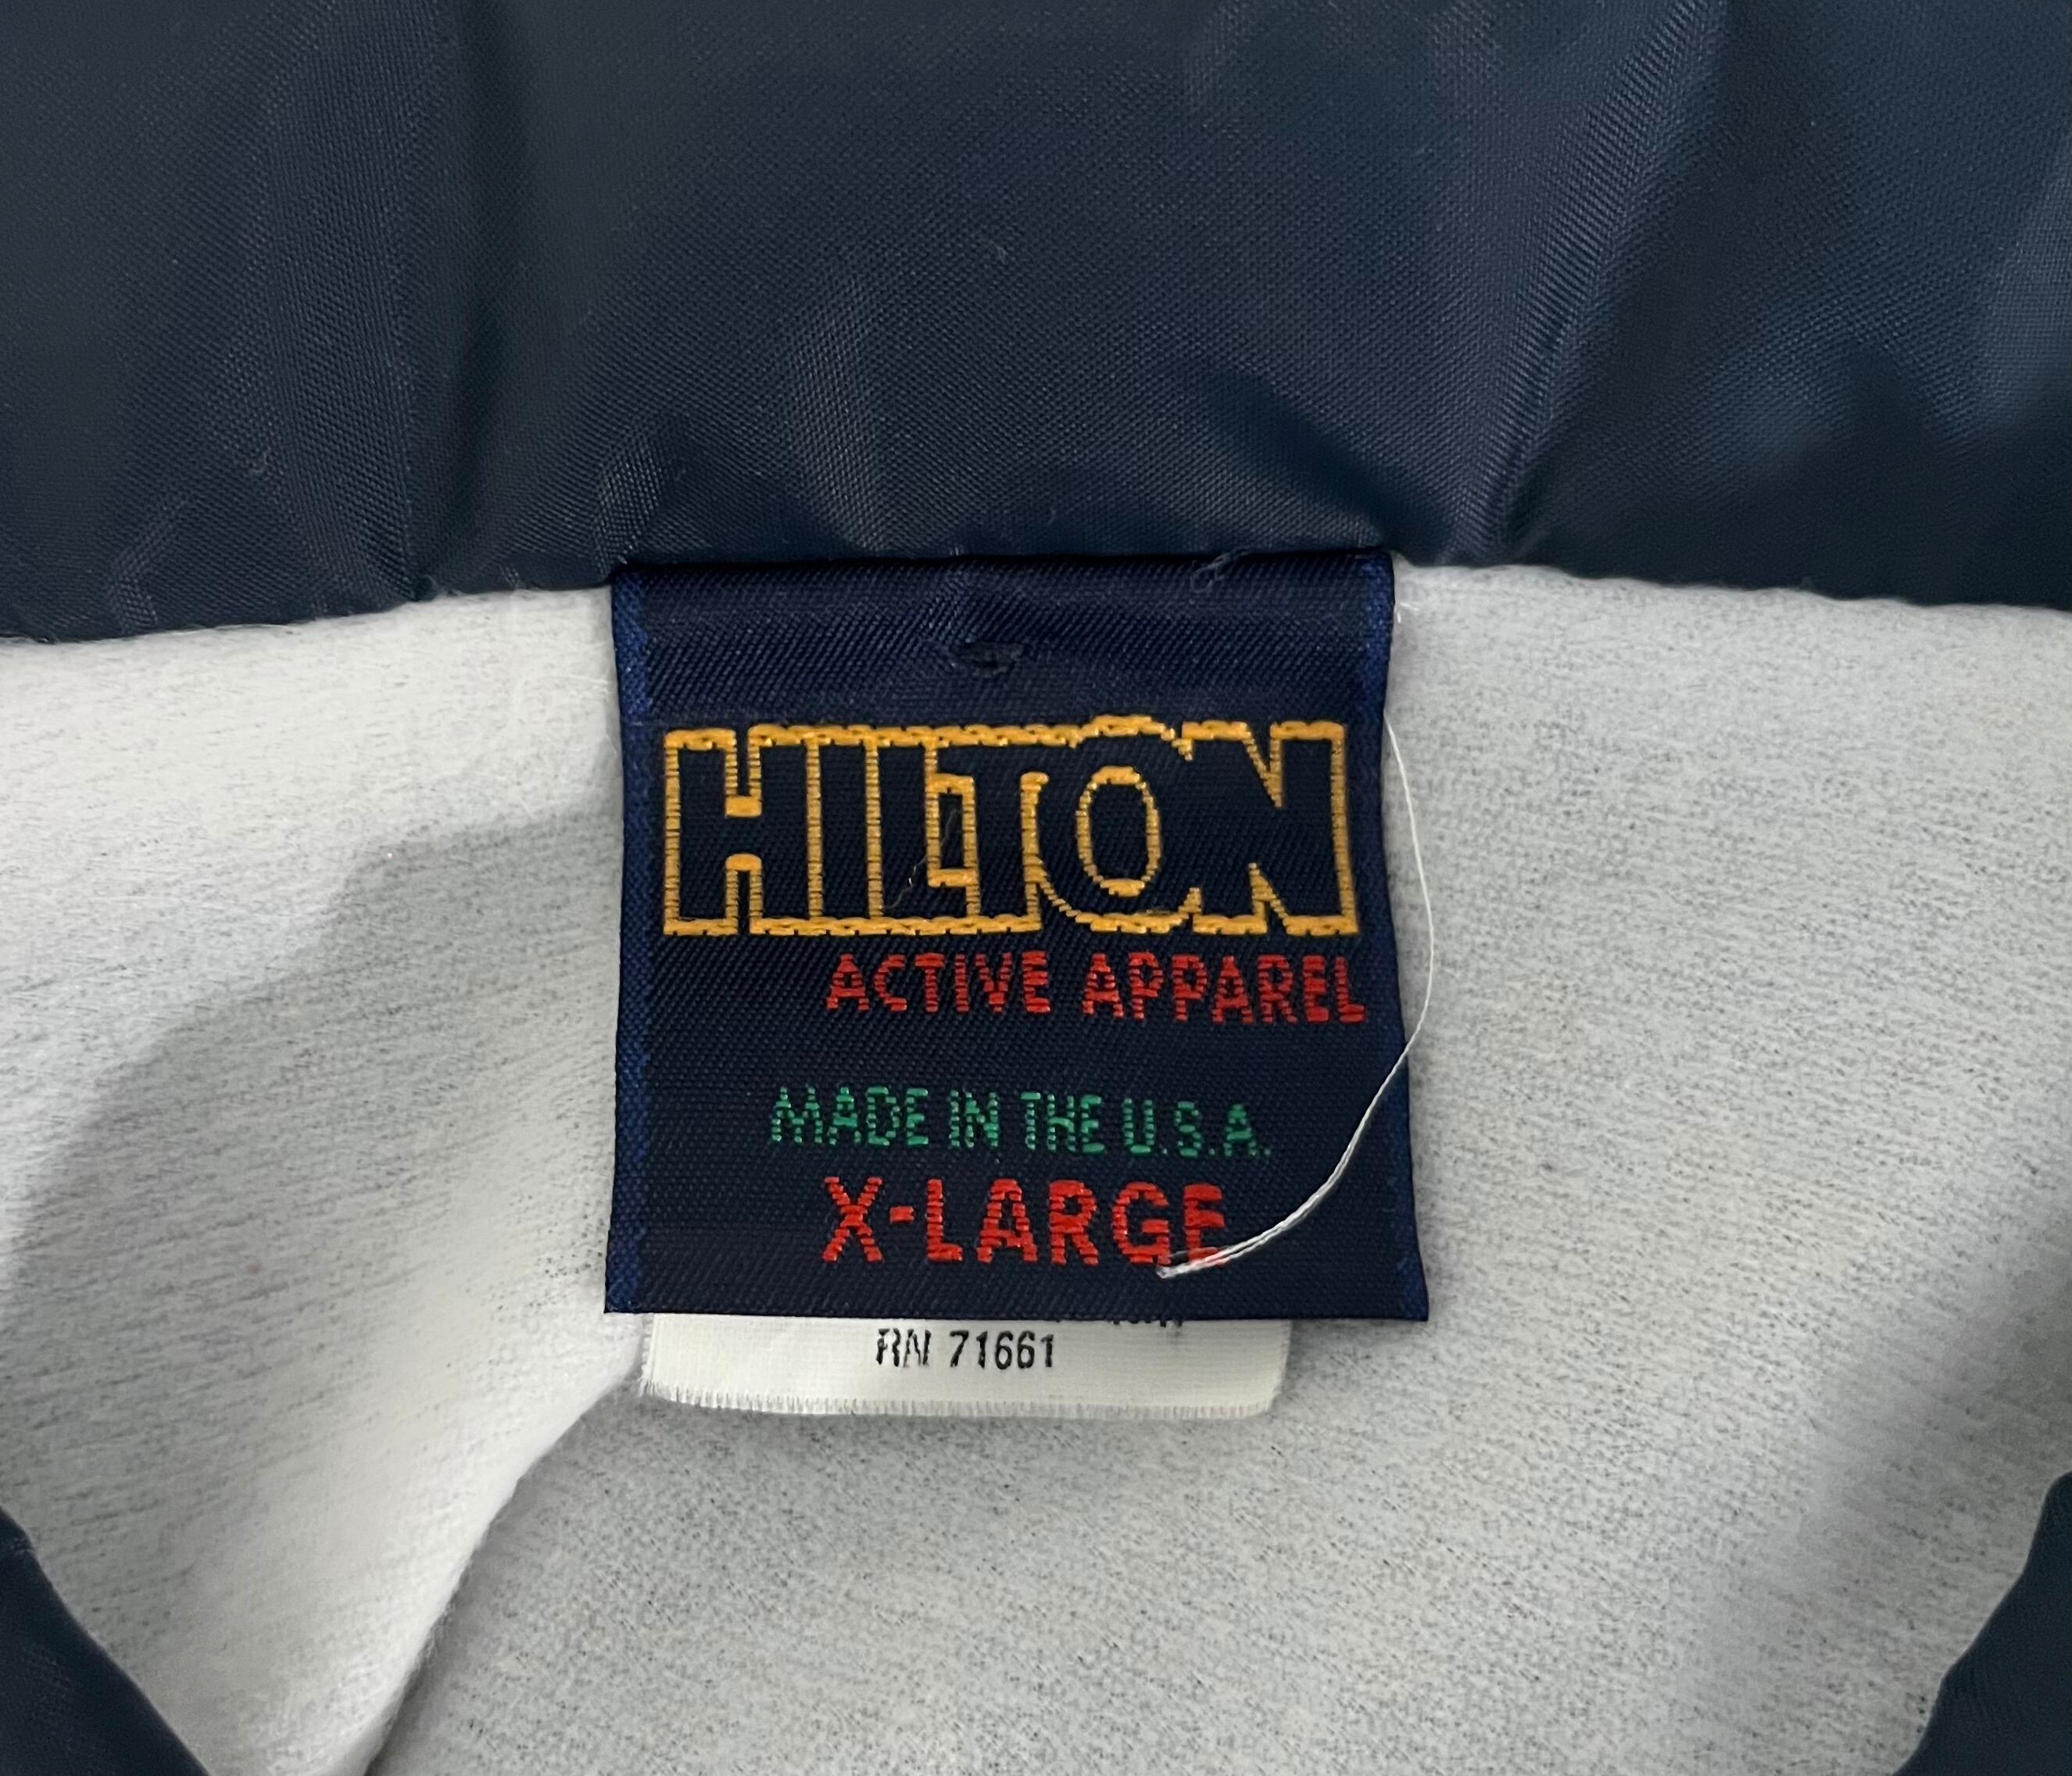 HILTON
ACTIVE APPAREL
MADE IN THE U.S.A.
X-LARGE
RN 71661